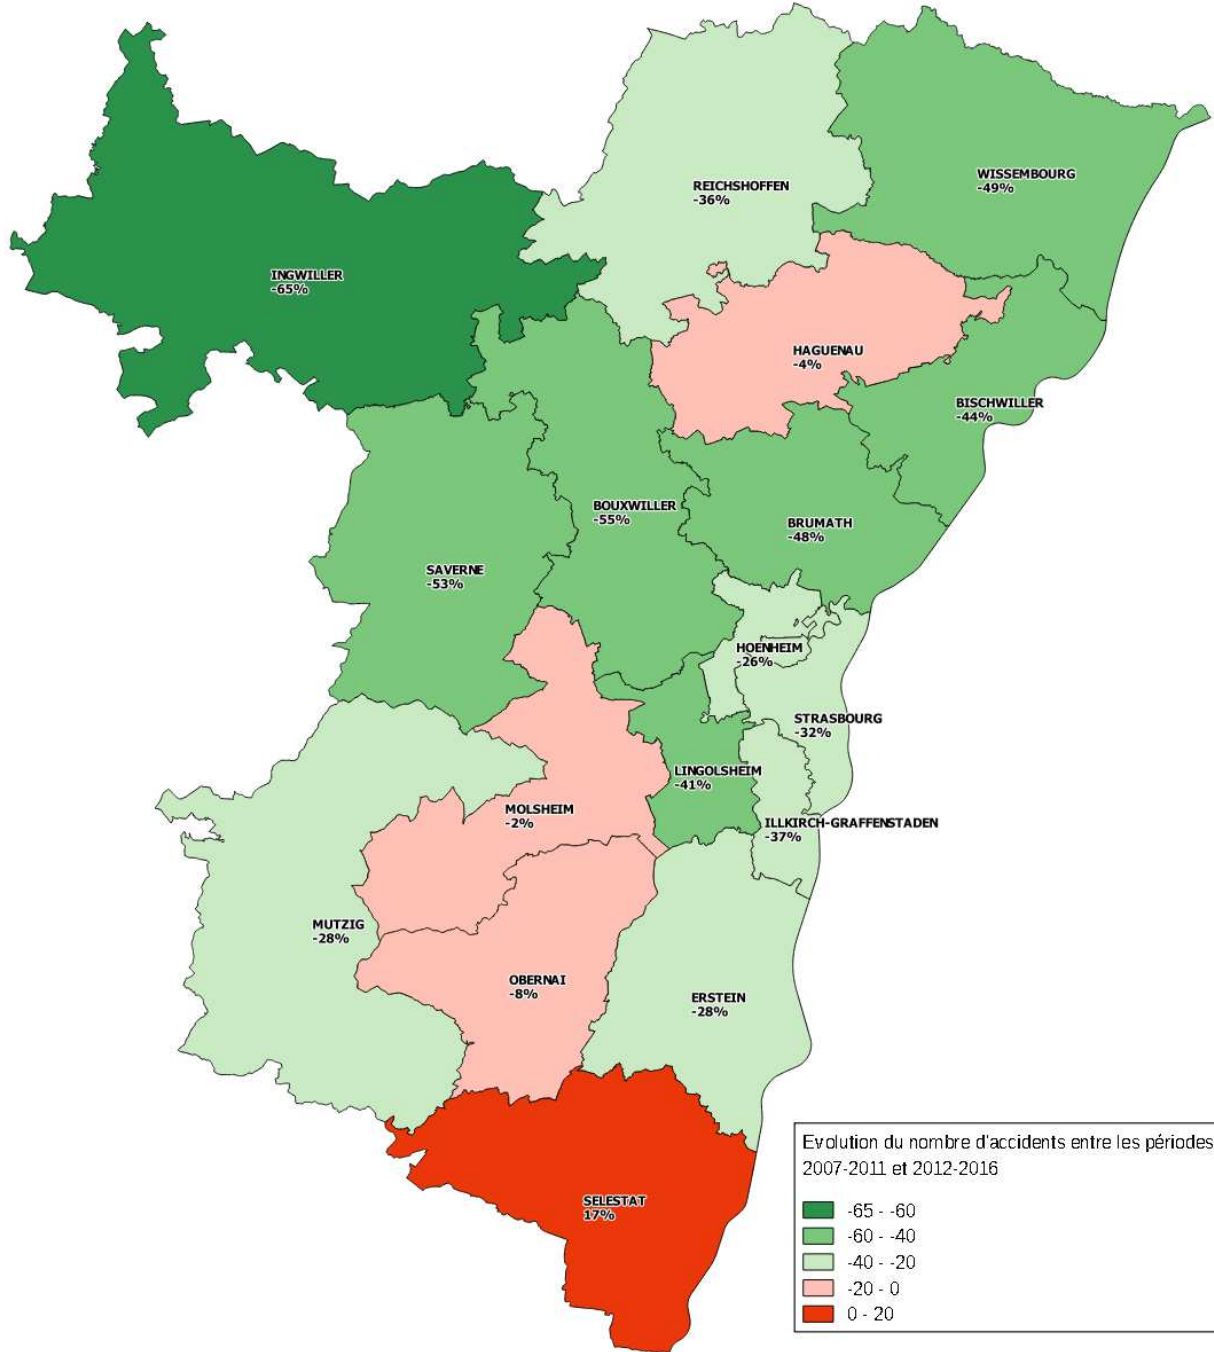 REICHSHOFFEN
-36%
WISSEMBOURG
-49%
INGWILLER
-65%
HAGUENAU
-4%
BISCHWILLER
-44%
BOUXWILLER
-55%
BRUMATH
-48%
SAVERNE
-53%
HOENHEIM
-26%
STRASBOURG
-32%
LINGOLSHEIM
-41%
MOLSHEIM
-2%
ILLKIRCH-GRAFFENSTADEN
-37%
MUTZIG
-28%
OBERNAI
-8%
ERSTEIN
-28%
SELESTAT
17%
Evolution du nombre d'accidents entre les périodes
2007-2011 et 2012-2016
-65 - -60
-60 - -40
-40 - -20
-20 - 0
0 - 20